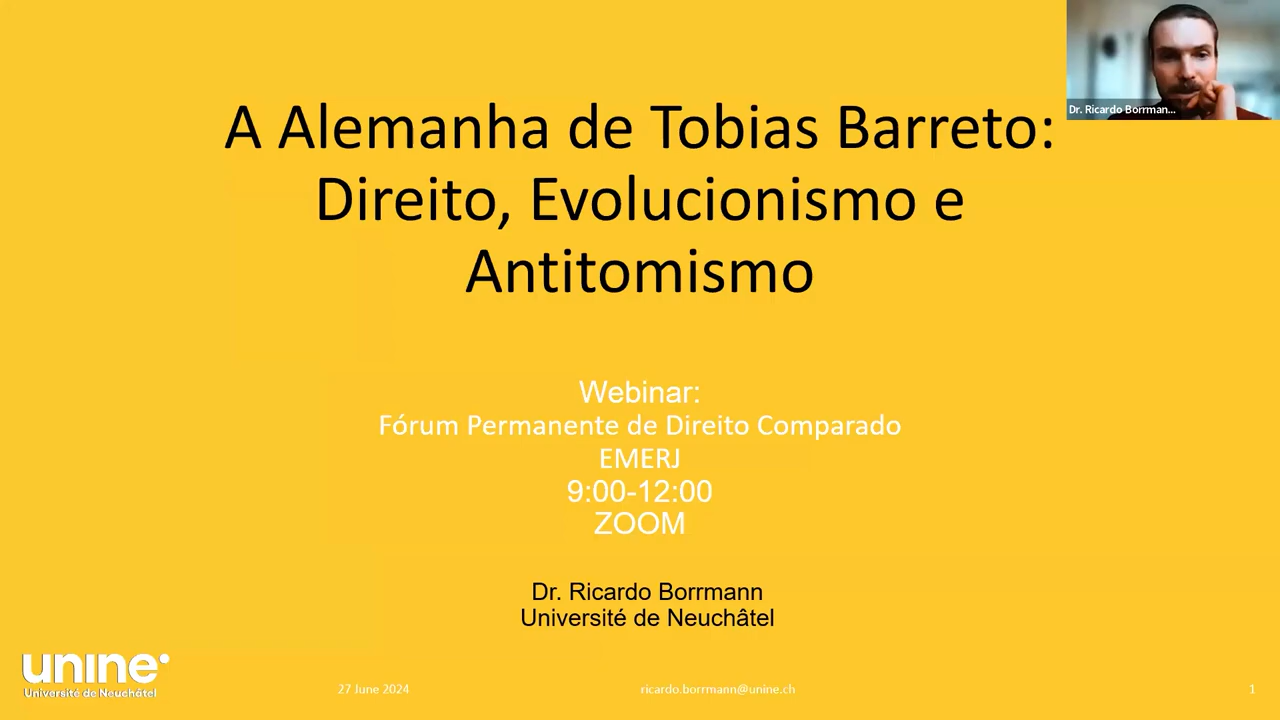 Dr. Ricardo Borrman...
A Alemanha de Tobias Barreto:
Direito, Evolucionismo e
Antitomismo
Webinar:
Fórum Permanente de Direito Comparado
EMERJ
9:00-12:00
ZOOM
Dr. Ricardo Borrmann
Université de Neuchâtel
unine
Université de Neuchâtel
27 June 2024
ricardo.borrmann@unine.ch
1